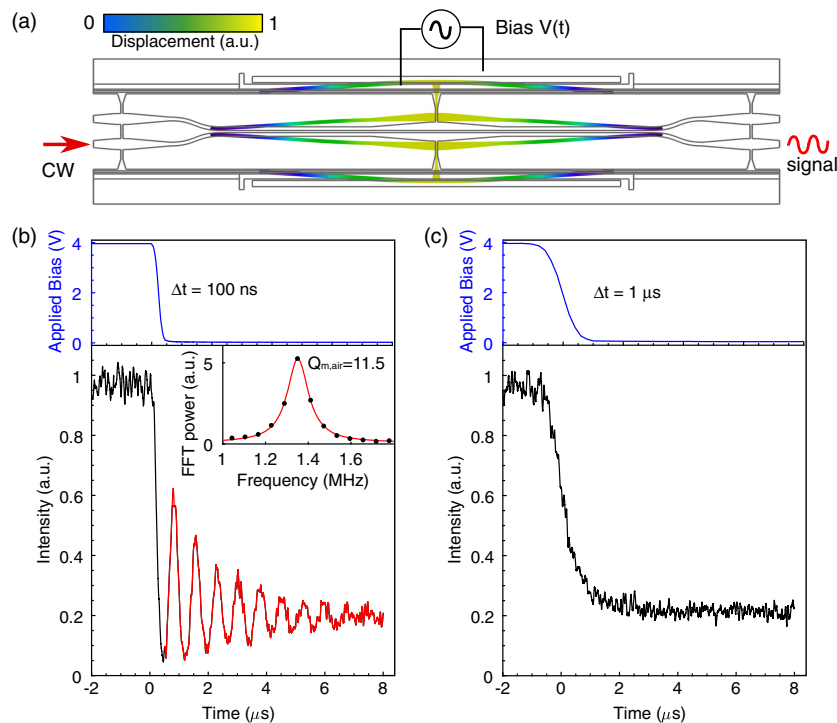 (a)
0 1
Displacement (a.u.)
Bias V(t)
CW
signal
(b)
Applied Bias (V)
4
2
0
Δt = 100 ns
Intensity (a.u.)
1
0.8
0.6
0.4
0.2
0
FFT power (a.u.)
5
0
Qm,air=11.5
1 1.2 1.4 1.6
Frequency (MHz)
-2 0 2 4 6 8
Time (μs)
(c)
Applied Bias (V)
4
2
0
Δt = 1 μs
Intensity (a.u.)
1
0.8
0.6
0.4
0.2
0
-2 0 2 4 6 8
Time (μs)